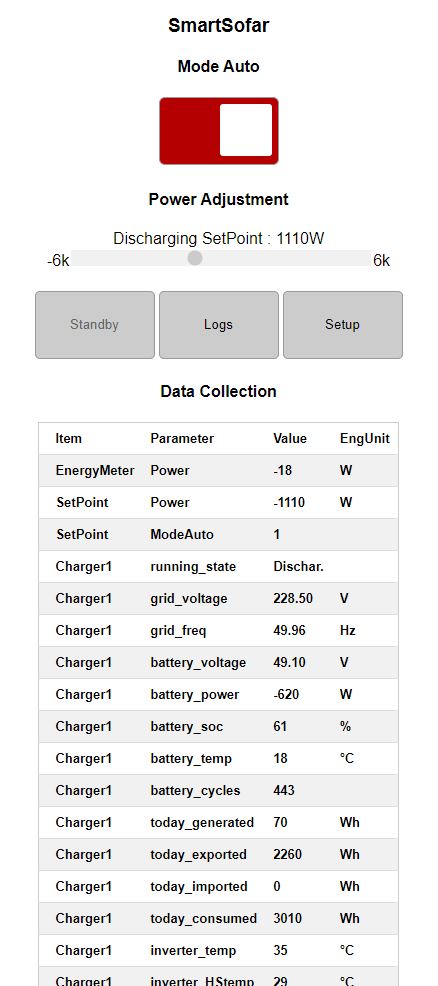 SmartSofar
Mode Auto
Power Adjustment
Discharging SetPoint : 1110W
-6k 6k
Standby Logs Setup
Data Collection
Item Parameter Value EngUnit
EnergyMeter Power -18 W
SetPoint Power -1110 W
SetPoint ModeAuto 1
Charger1 running_state Dischar.
Charger1 grid_voltage 228.50 V
Charger1 grid_freq 49.96 Hz
Charger1 battery_voltage 49.10 V
Charger1 battery_power -620 W
Charger1 battery_soc 61 %
Charger1 battery_temp 18 °C
Charger1 battery_cycles 443
Charger1 today_generated 70 Wh
Charger1 today_exported 2260 Wh
Charger1 today_imported 0 Wh
Charger1 today_consumed 3010 Wh
Charger1 inverter_temp 35 °C
Charger1 inverter_HStemp 29 °C